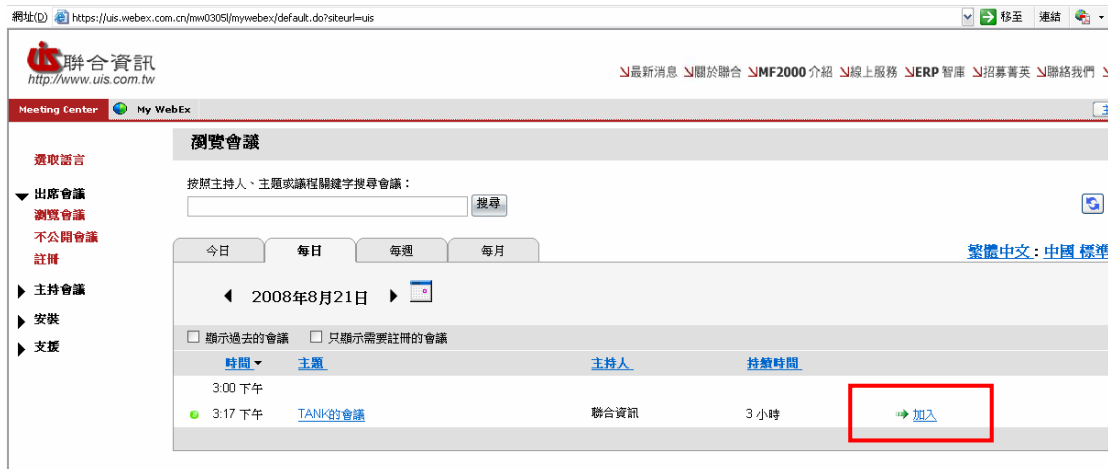 網址(D) https://uis.webex.com.cn/mw0305l/mywebex/default.do?siteurl=uis 移至 連結
uis 聯合資訊
http://www.uis.com.tw
最新消息 關於聯合 MF2000 介紹 線上服務 ERP 智庫 招募菁英 聯絡我們
Meeting Center My WebEx
選取語言
出席會議
瀏覽會議
不公開會議
註冊
主持會議
安裝
支援
瀏覽會議
按照主持人、主題或議程關鍵字搜尋會議：
搜尋
今日 每日 每週 每月
繁體中文 : 中國 標準
2008年8月21日
顯示過去的會議 只顯示需要註冊的會議
時間 主題 主持人 持續時間
3:00 下午
3:17 下午 TANK的會議 聯合資訊 3 小時 加入